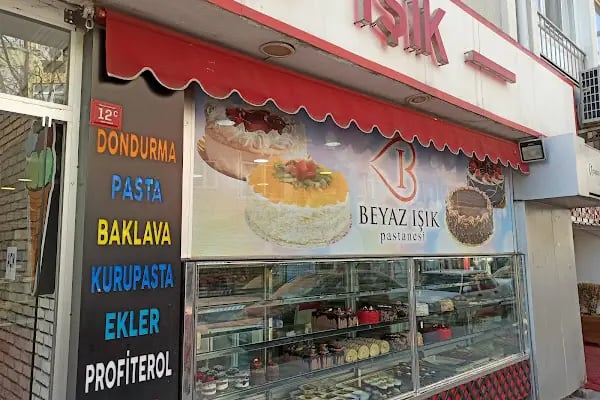 IŞIK
12C
DONDURMA
PASTA
BAKLAVA
KURUPASTA
EKLER
PROFİTEROL
BEYAZ IŞIK
pastanesi